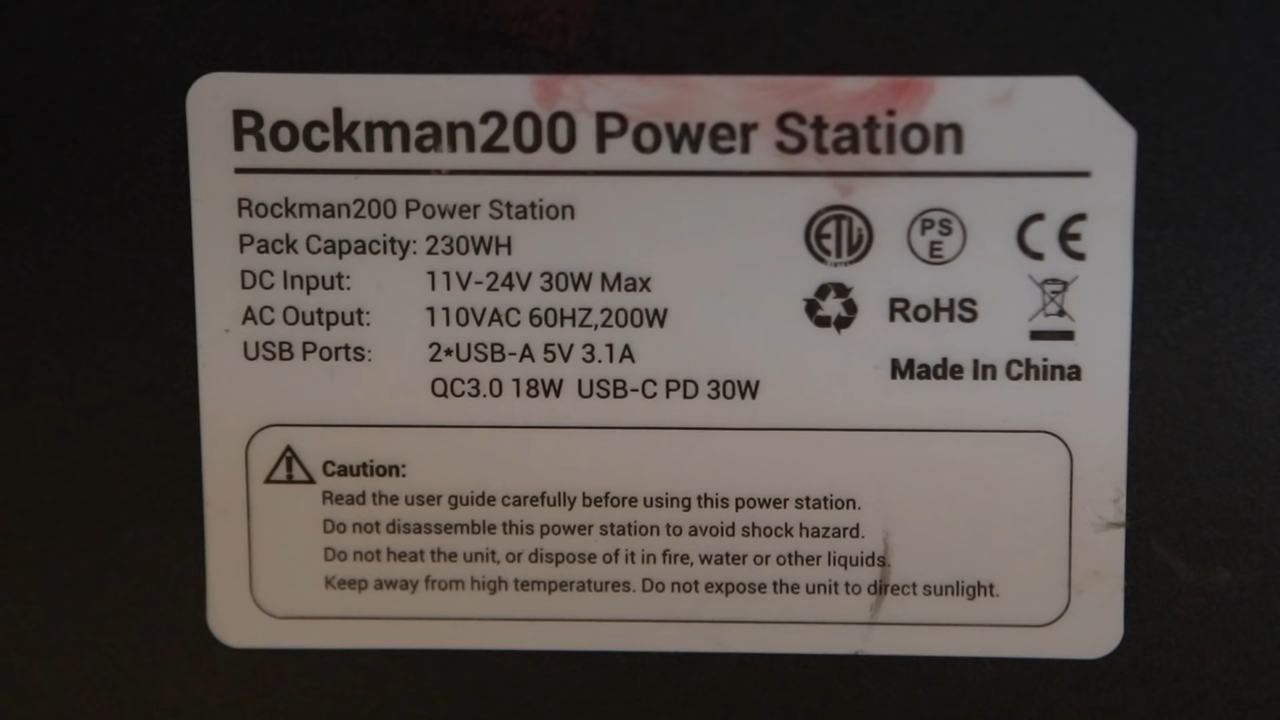 Rockman200 Power Station
Rockman200 Power Station
Pack Capacity: 230WH
DC Input: 11V-24V 30W Max
AC Output: 110VAC 60HZ,200W
USB Ports: 2*USB-A 5V 3.1A
QC3.0 18W USB-C PD 30W
ETL PS E CE
RoHS
Made In China
Caution:
Read the user guide carefully before using this power station.
Do not disassemble this power station to avoid shock hazard.
Do not heat the unit, or dispose of it in fire, water or other liquids.
Keep away from high temperatures. Do not expose the unit to direct sunlight.